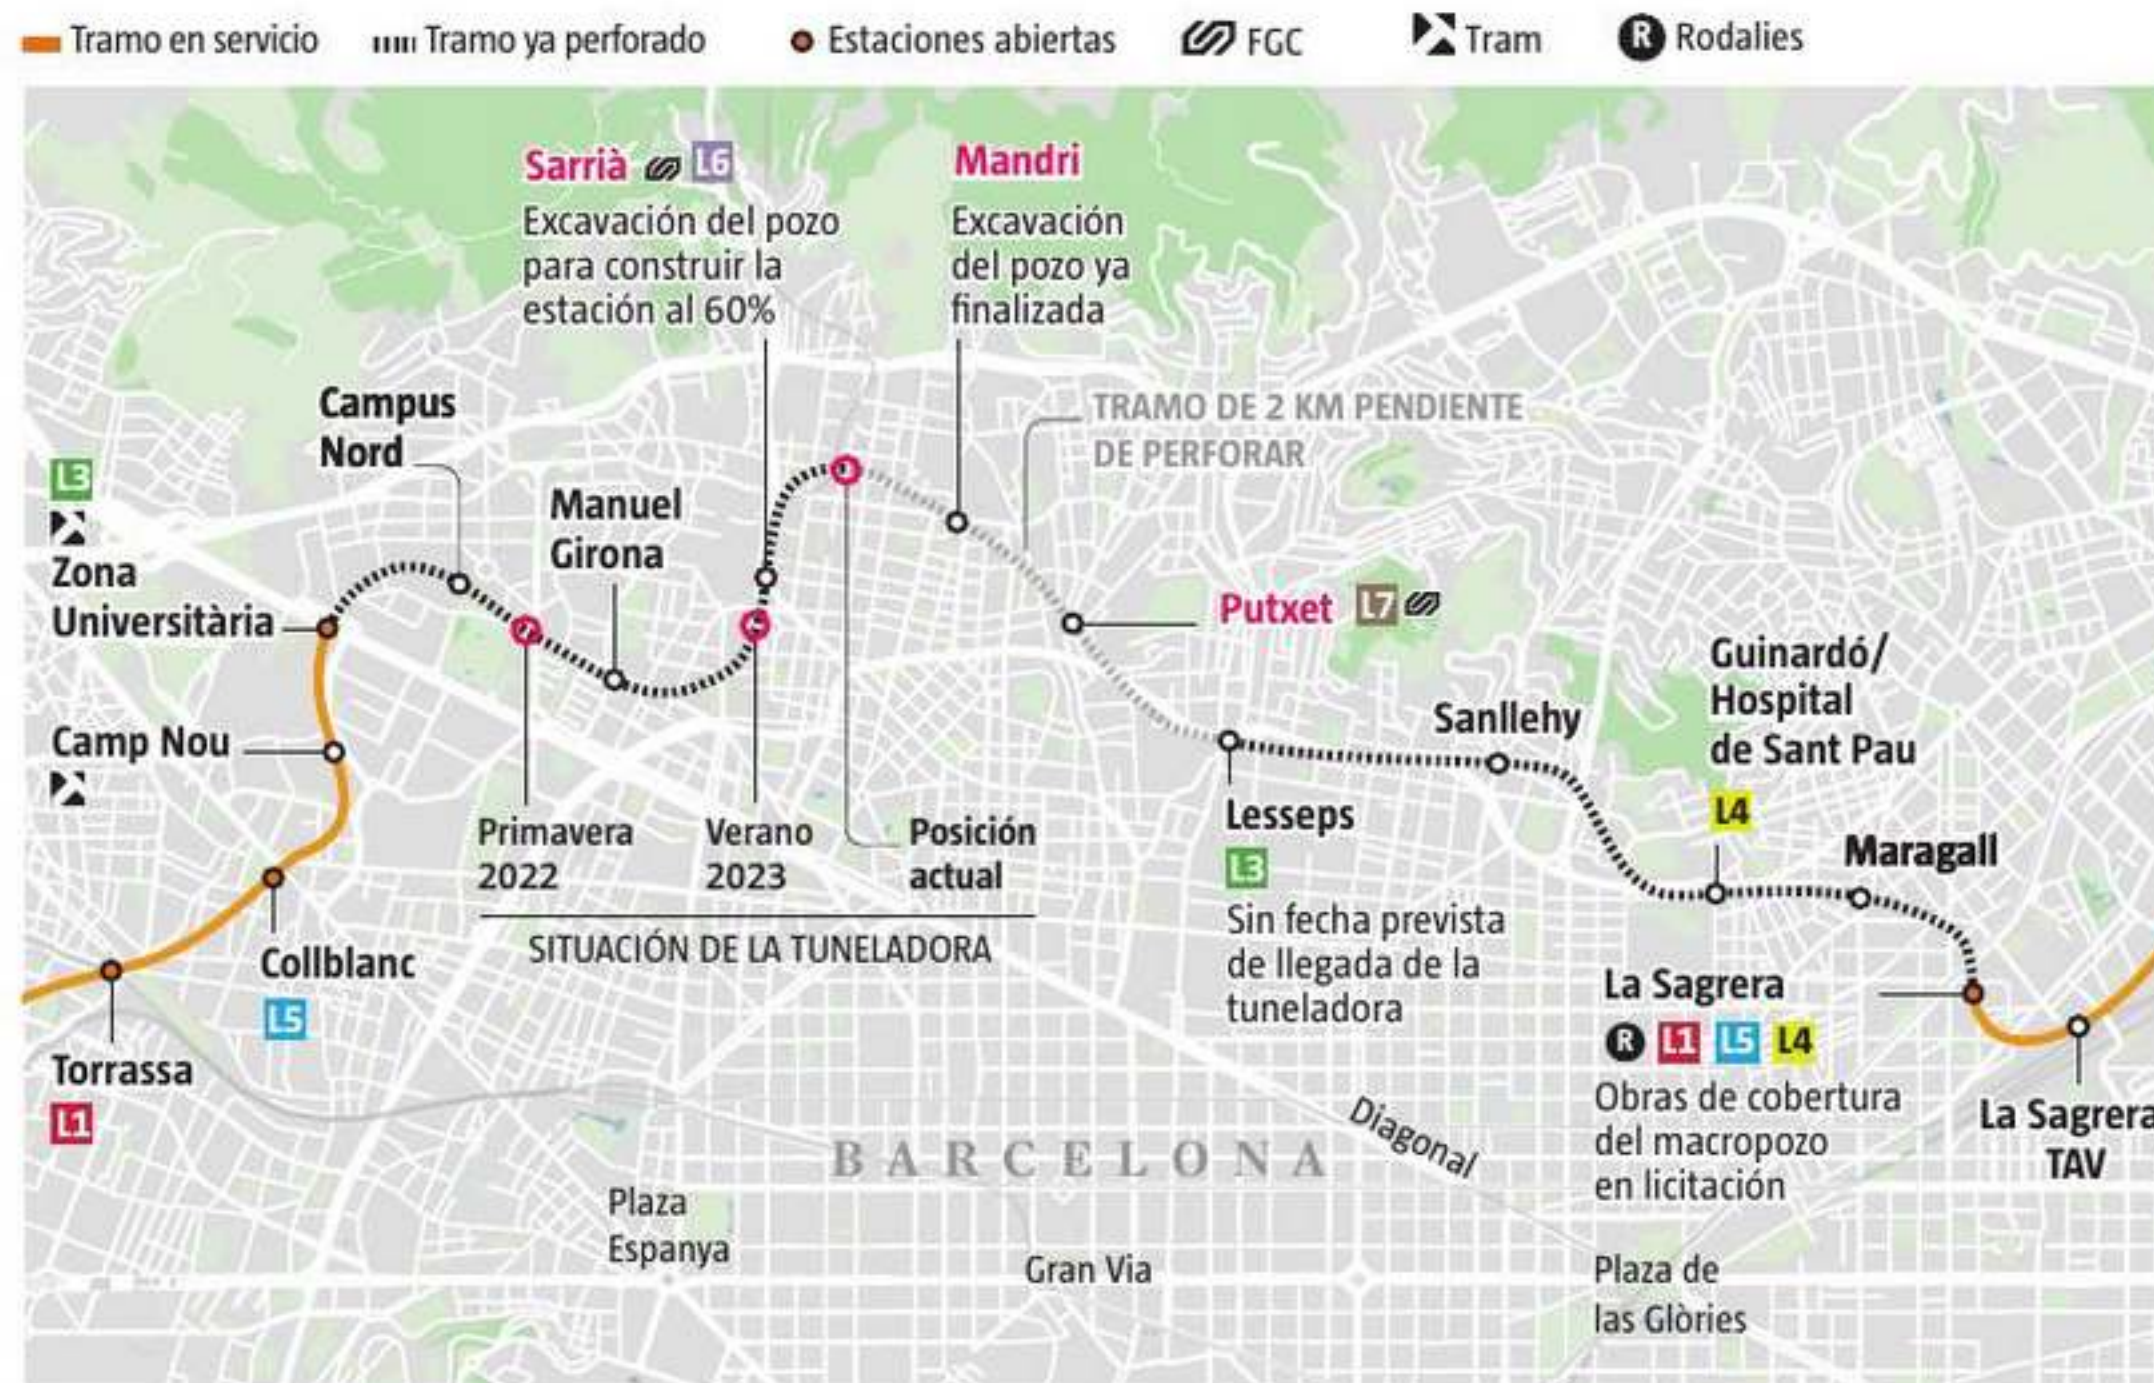 Tramo en servicio
Tramo ya perforado
Estaciones abiertas
FGC
Tram
R Rodalies
Sarrià L6
Excavación del pozo
para construir la
estación al 60%
Mandri
Excavación
del pozo ya
finalizada
TRAMO DE 2 KM PENDIENTE
DE PERFORAR
Campus
Nord
Manuel
Girona
L3
Zona
Universitària
Putxet L7
Guinardó/
Hospital
de Sant Pau
L4
Sanllehy
Camp Nou
Maragall
Lesseps
L3
Sin fecha prevista
de llegada de la
tuneladora
Primavera
2022
Verano
2023
Posición
actual
SITUACIÓN DE LA TUNELADORA
Collblanc
L5
Torrassa
L1
La Sagrera
R L1 L5 L4
Obras de cobertura
del macropozo
en licitación
La Sagrera
TAV
BARCELONA
Diagonal
Plaza
Espanya
Gran Via
Plaza de
las Glòries